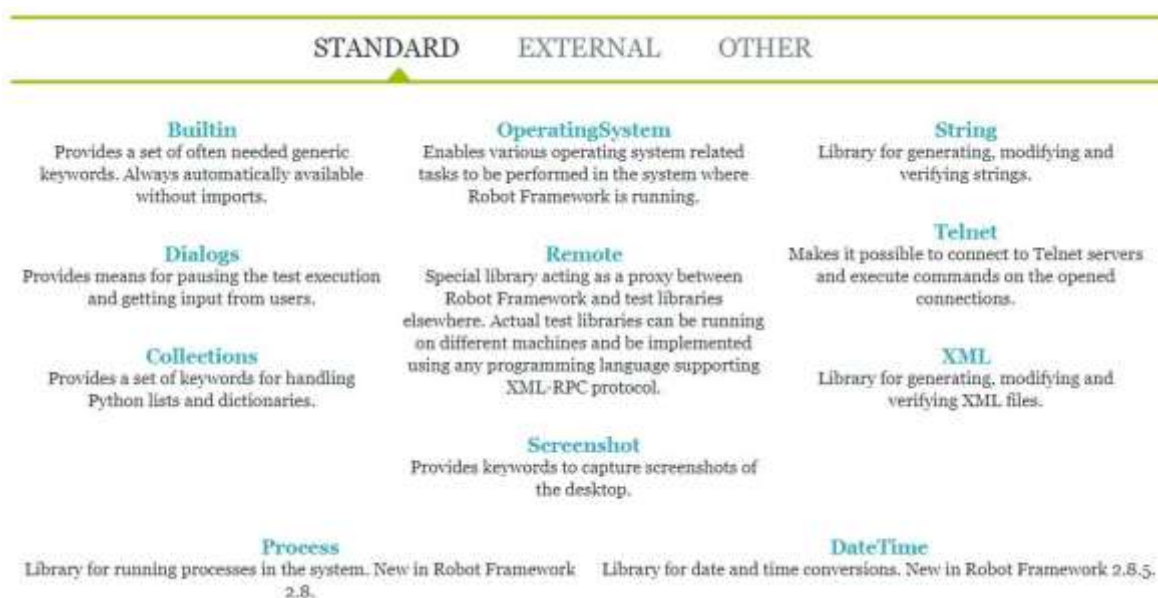 STANDARD EXTERNAL OTHER
Builtin
Provides a set of often needed generic
keywords. Always automatically available
without imports.
Dialogs
Provides means for pausing the test execution
and getting input from users.
Collections
Provides a set of keywords for handling
Python lists and dictionaries.
OperatingSystem
Enables various operating system related
tasks to be performed in the system where
Robot Framework is running.
Remote
Special library acting as a proxy between
Robot Framework and test libraries
elsewhere. Actual test libraries can be running
on different machines and be implemented
using any programming language supporting
XML-RPC protocol.
Screenshot
Provides keywords to capture screenshots of
the desktop.
String
Library for generating, modifying and
verifying strings.
Telnet
Makes it possible to connect to Telnet servers
and execute commands on the opened
connections.
XML
Library for generating, modifying and
verifying XML files.
Process
Library for running processes in the system. New in Robot Framework
2.8.
DateTime
Library for date and time conversions. New in Robot Framework 2.8.5.